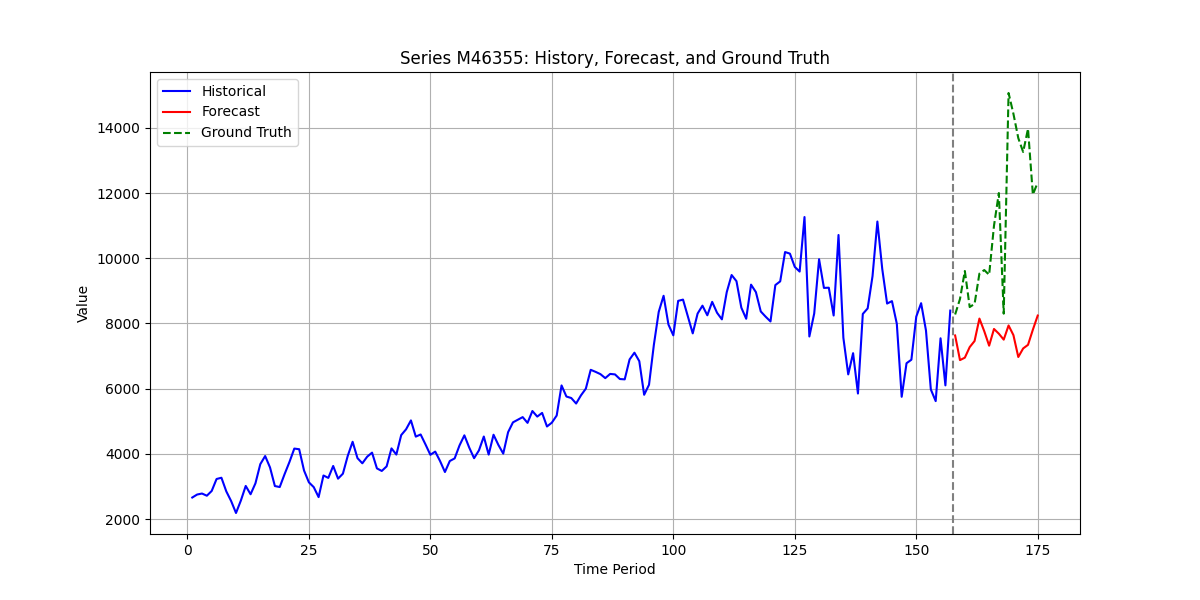 Series M46355: History, Forecast, and Ground Truth
Historical
Forecast
Ground Truth
14000
12000
10000
8000
6000
4000
2000
Value
0 25 50 75 100 125 150 175
Time Period